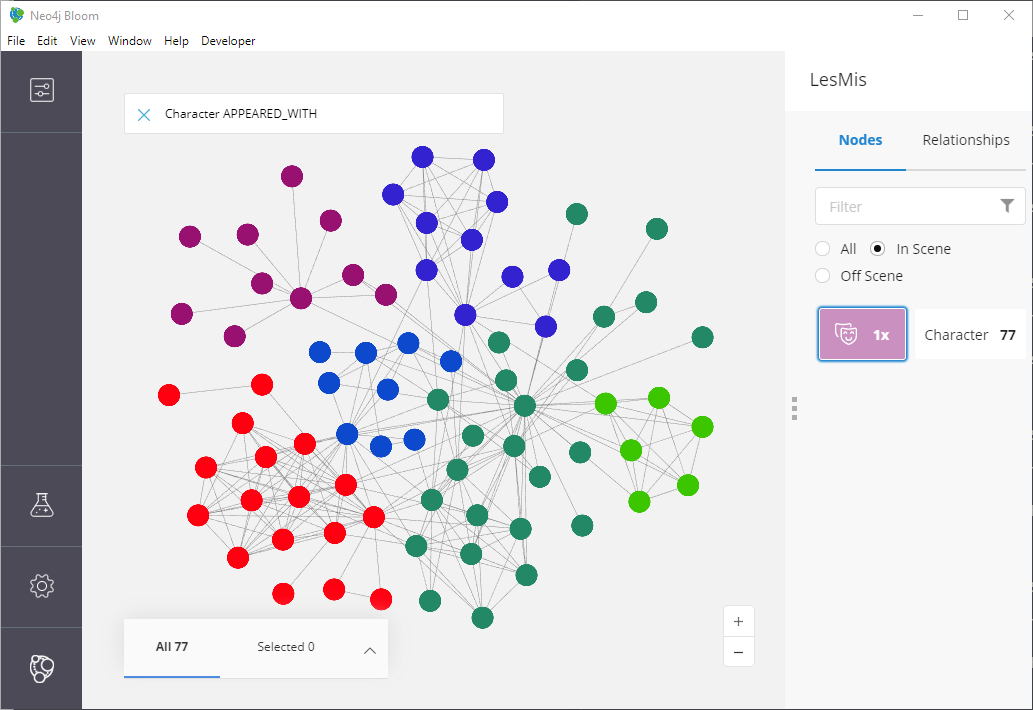 Neo4j Bloom
File Edit View Window Help Developer
Character APPEARED_WITH
LesMis
Nodes Relationships
Filter
All In Scene
Off Scene
1x Character 77
All 77 Selected 0
+
−